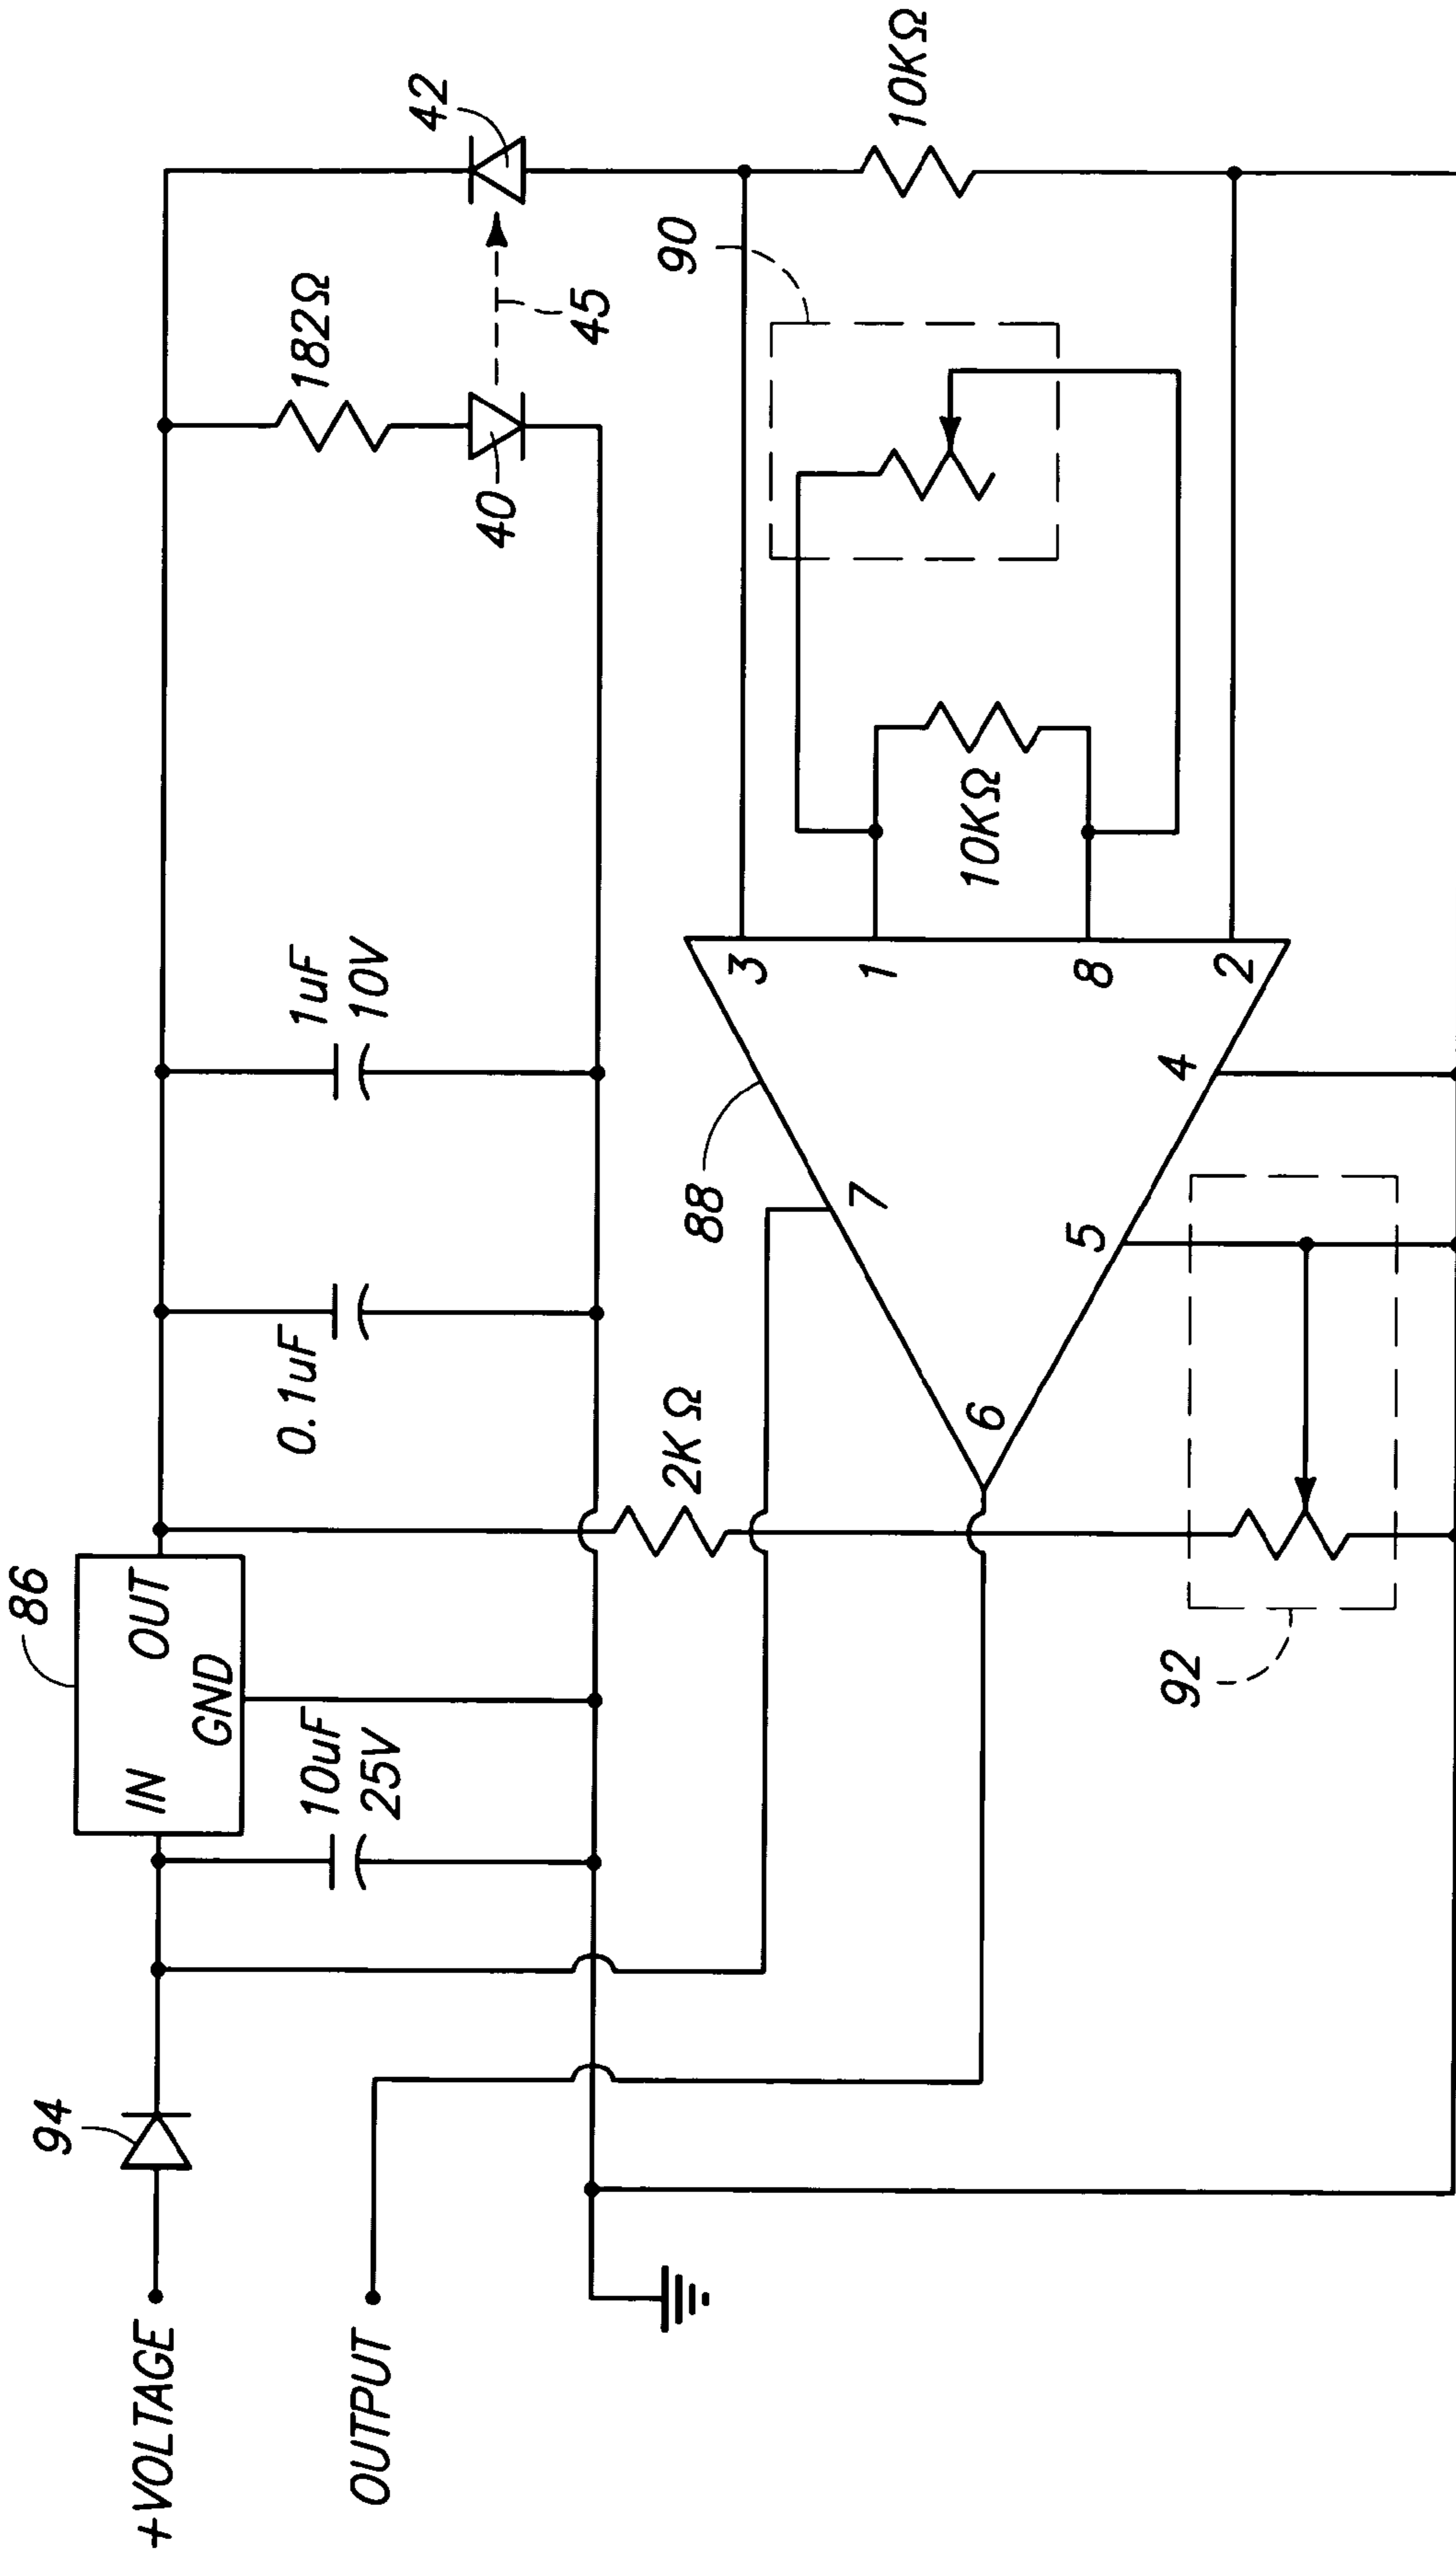 +VOLTAGE
OUTPUT
94
86
IN
OUT
GND
10uF
25V
0.1uF
1uF
10V
2KΩ
182Ω
40
42
45
88
90
92
3
1
8
2
7
6
5
4
10KΩ
10KΩ